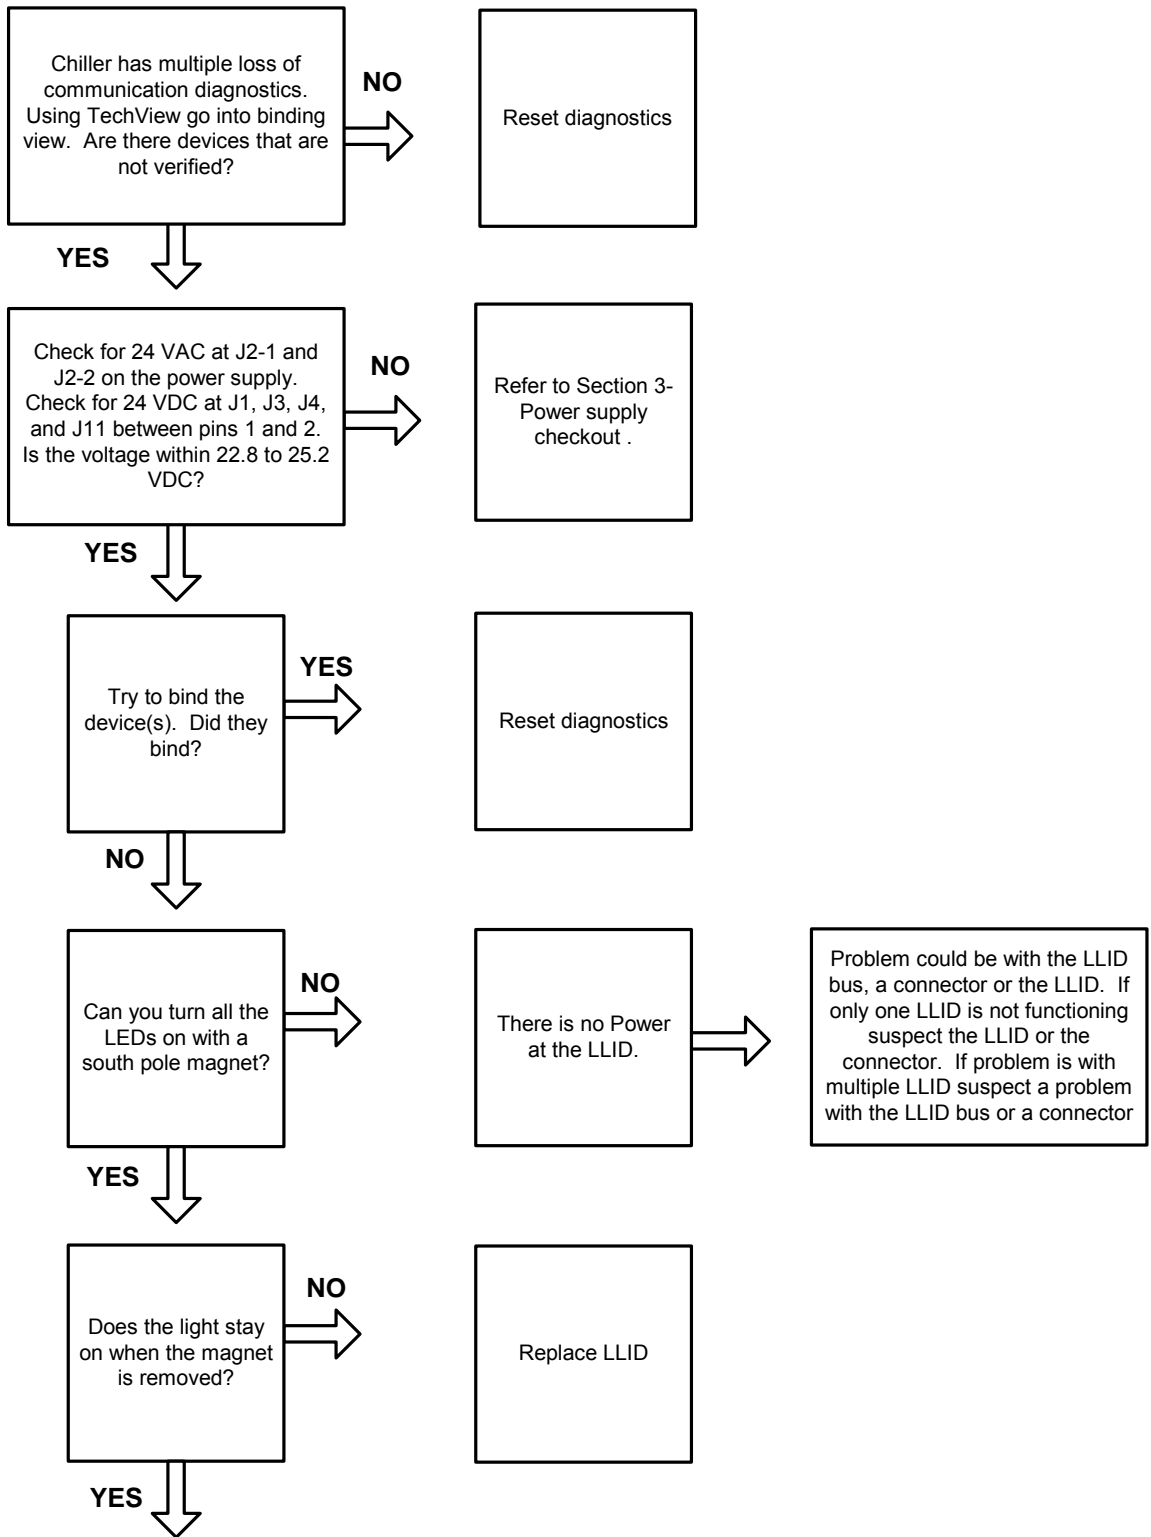 Chiller has multiple loss of
communication diagnostics.
Using TechView go into binding
view. Are there devices that are
not verified?
NO
Reset diagnostics
YES
Check for 24 VAC at J2-1 and
J2-2 on the power supply.
Check for 24 VDC at J1, J3, J4,
and J11 between pins 1 and 2.
Is the voltage within 22.8 to 25.2
VDC?
NO
Refer to Section 3-
Power supply
checkout .
YES
Try to bind the
device(s). Did they
bind?
YES
Reset diagnostics
NO
Can you turn all the
LEDs on with a
south pole magnet?
NO
There is no Power
at the LLID.
Problem could be with the LLID
bus, a connector or the LLID. If
only one LLID is not functioning
suspect the LLID or the
connector. If problem is with
multiple LLID suspect a problem
with the LLID bus or a connector
YES
Does the light stay
on when the magnet
is removed?
NO
Replace LLID
YES